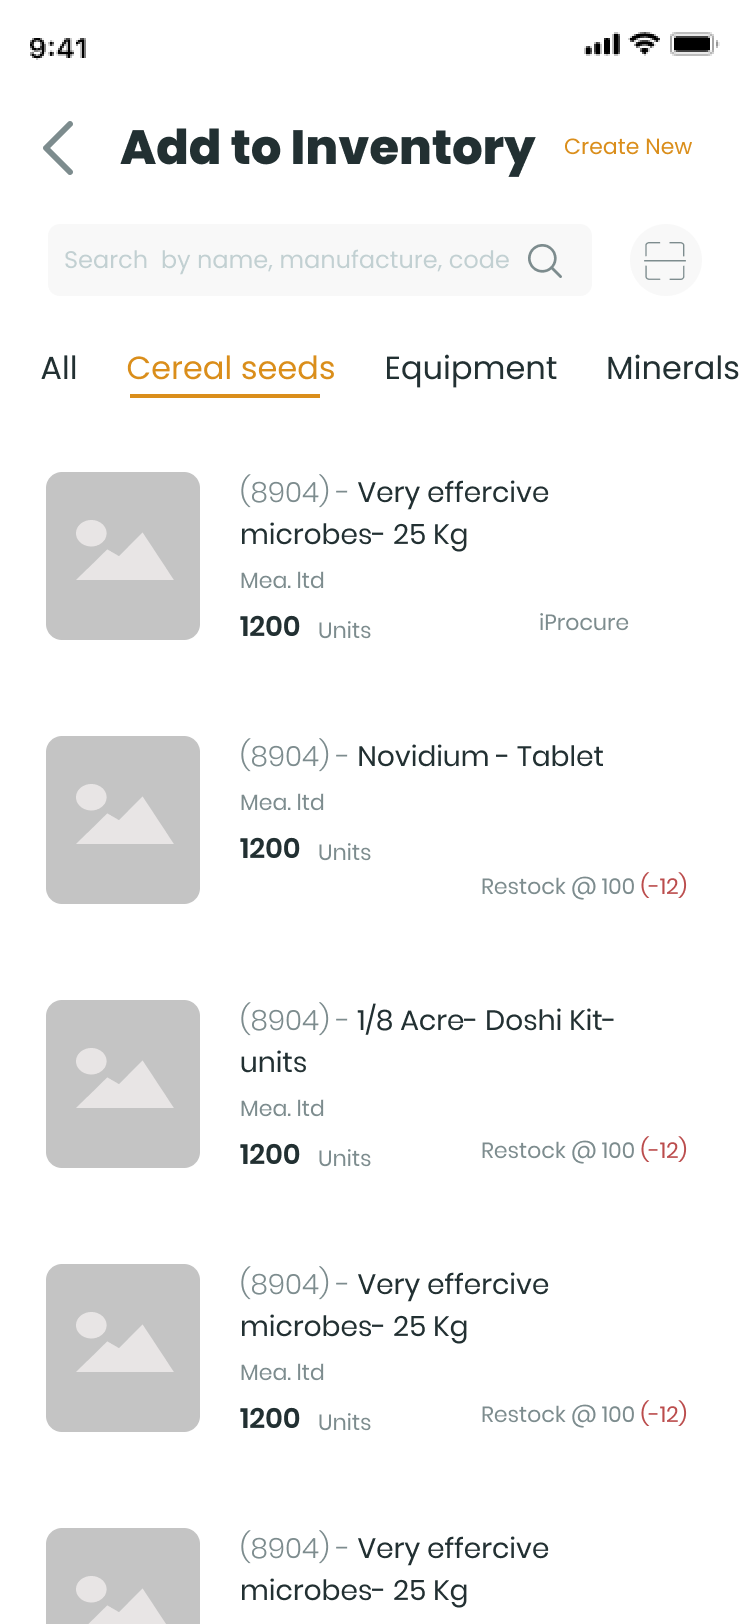 9:41
Add to Inventory Create New
Search by name, manufacture, code
All Cereal seeds Equipment Minerals
(8904) - Very effercive
microbes- 25 Kg
Mea. ltd
1200 Units iProcure
(8904) - Novidium - Tablet
Mea. ltd
1200 Units
Restock @ 100 (-12)
(8904) - 1/8 Acre- Doshi Kit-
units
Mea. ltd
1200 Units Restock @ 100 (-12)
(8904) - Very effercive
microbes- 25 Kg
Mea. ltd
1200 Units Restock @ 100 (-12)
(8904) - Very effercive
microbes- 25 Kg